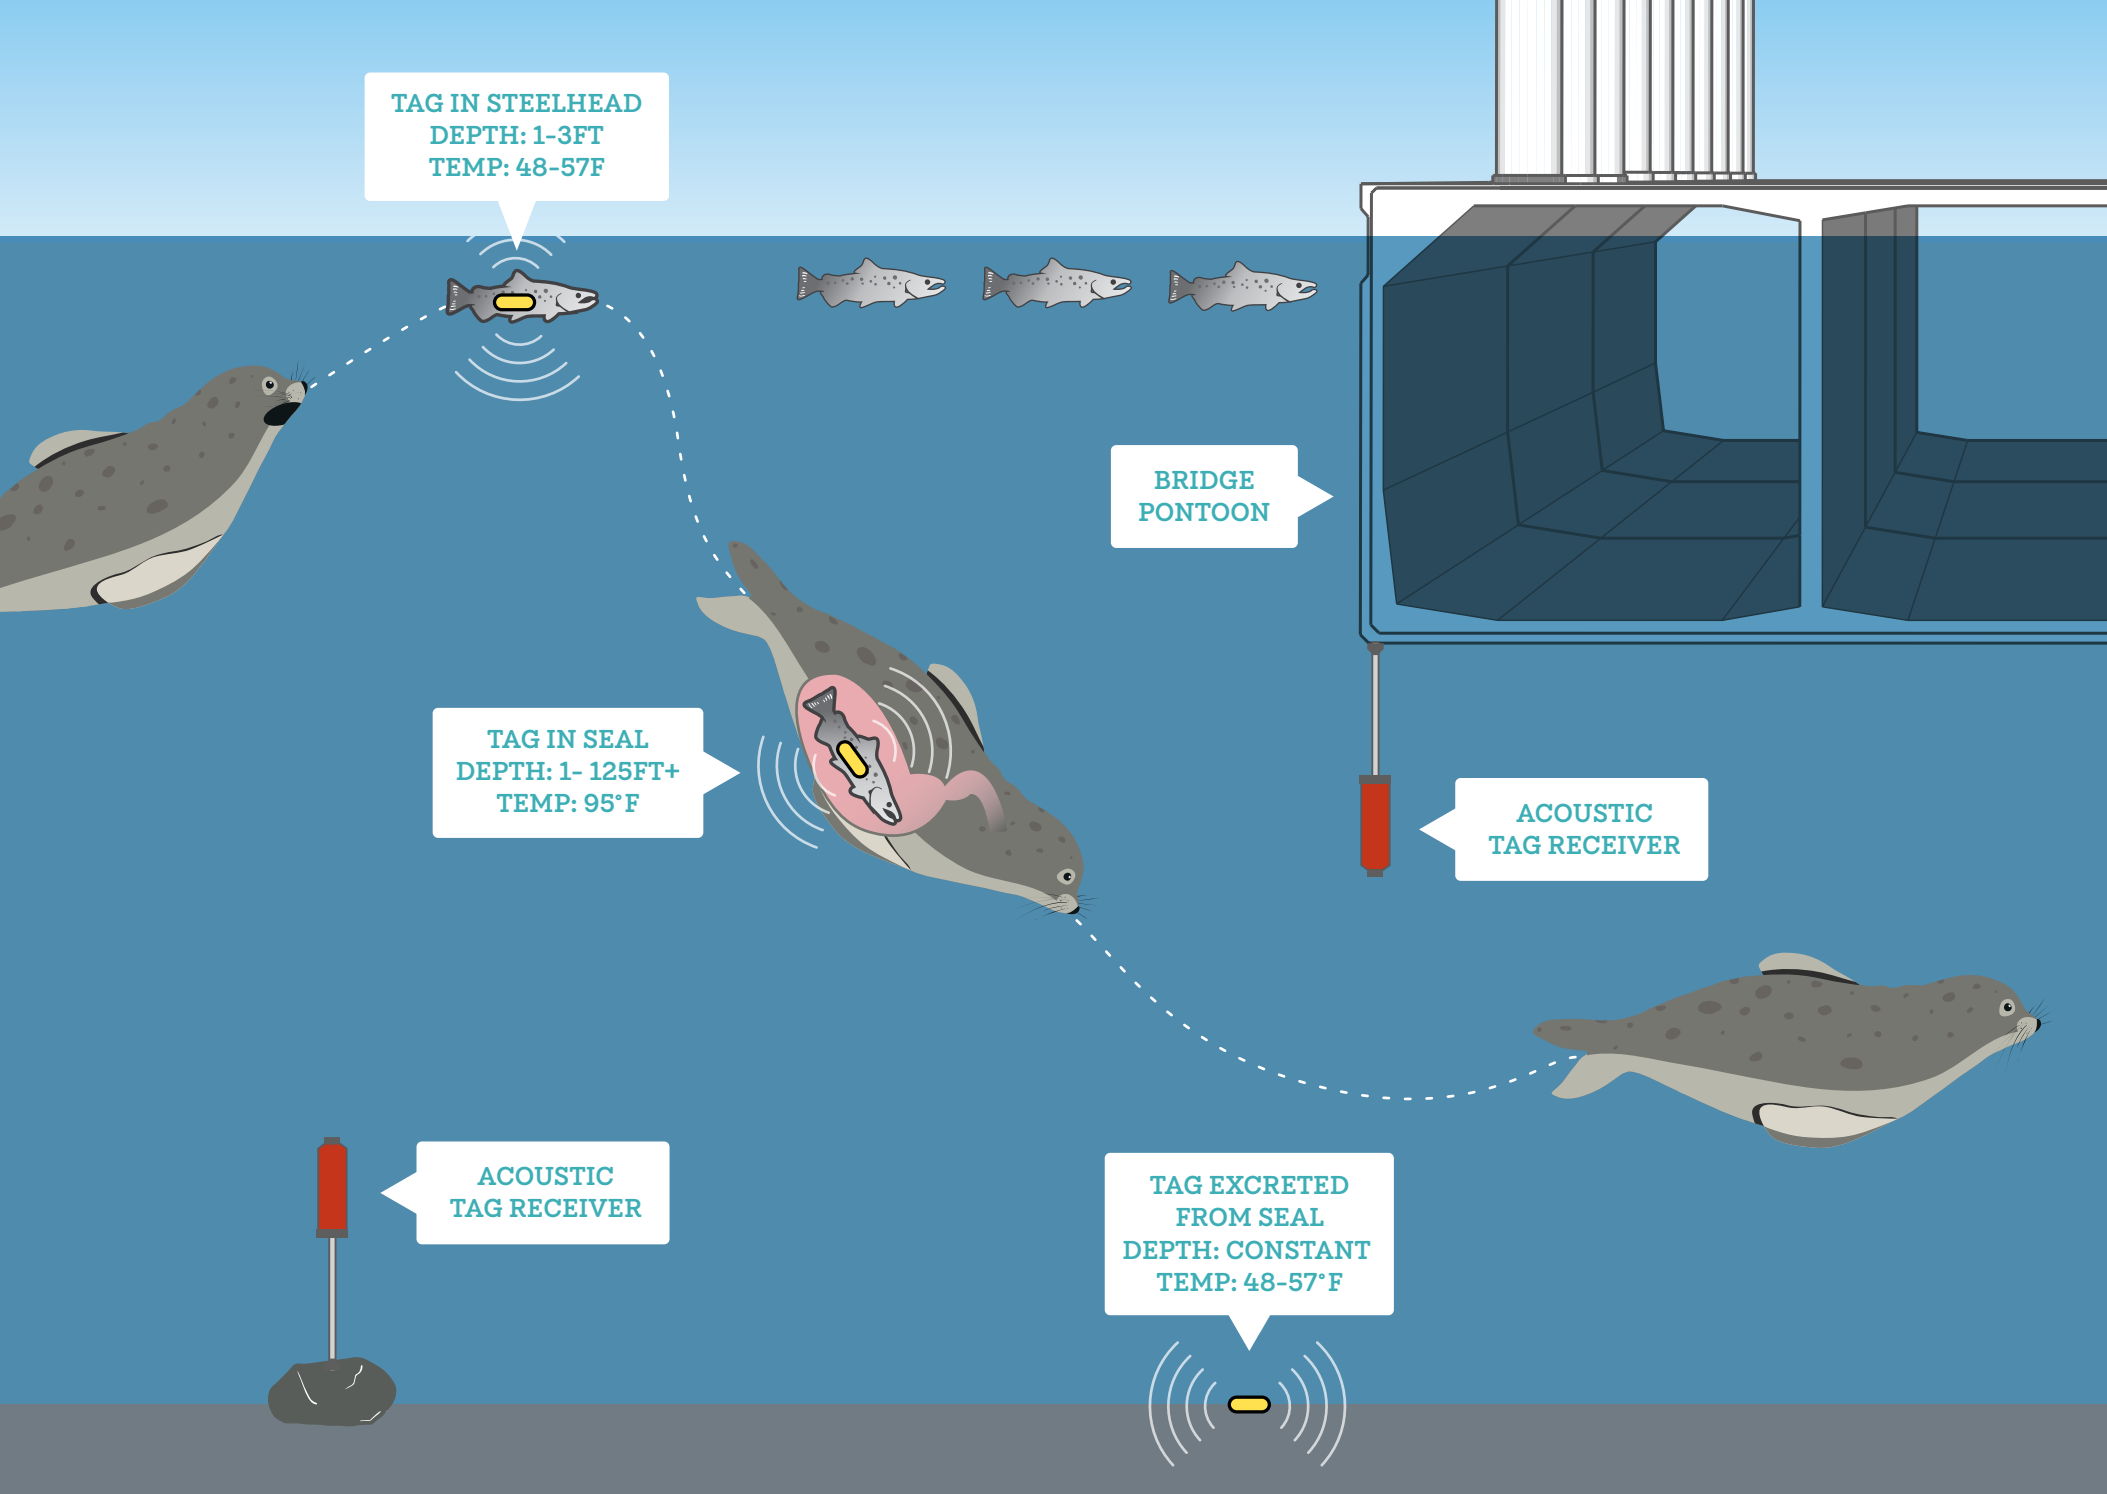 TAG IN STEELHEAD
DEPTH: 1-3FT
TEMP: 48-57F
BRIDGE
PONTOON
TAG IN SEAL
DEPTH: 1- 125FT+
TEMP: 95°F
ACOUSTIC
TAG RECEIVER
ACOUSTIC
TAG RECEIVER
TAG EXCRETED
FROM SEAL
DEPTH: CONSTANT
TEMP: 48-57°F